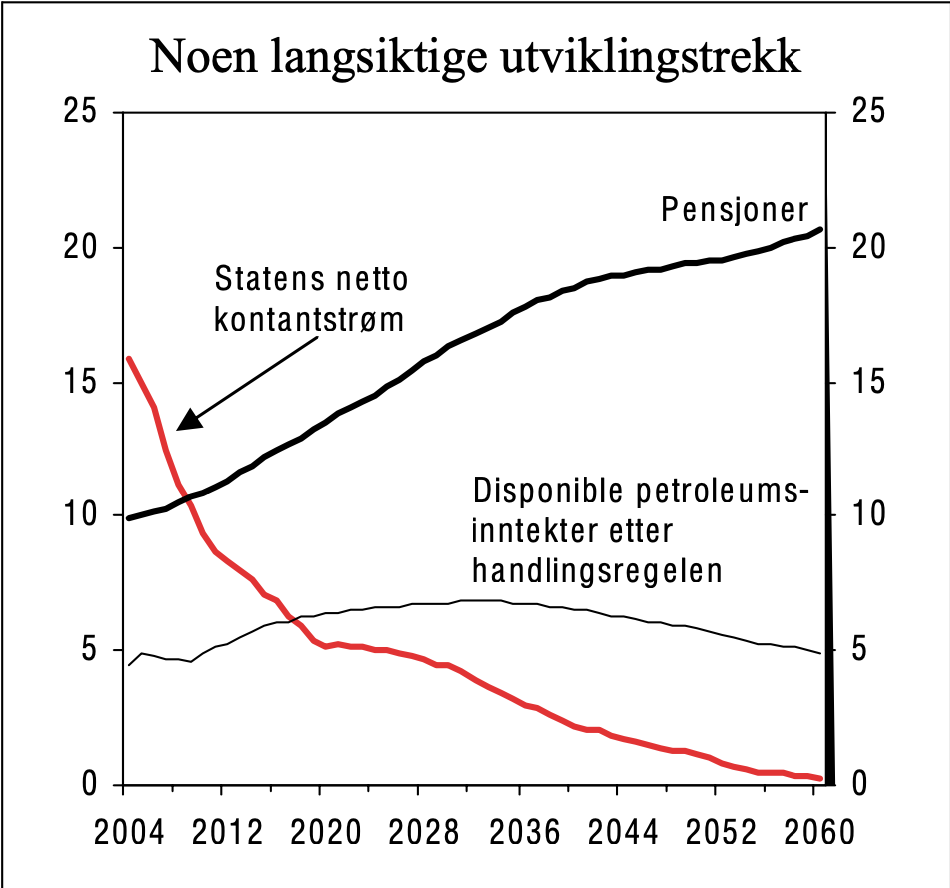 Noen langsiktige utviklingstrekk
25
25
Pensjoner
20
20
Statens netto
kontantstrøm
15
15
Disponible petroleums-
10
10
inntekter etter
handlingsregelen
5
5
0
0
2004 2012 2020 2028 2036 2044 2052 2060